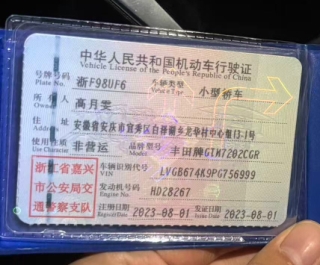 中华人民共和国机动车行驶证
Vehicle License of the People's Republic of China
号牌号码 浙F98UF6 车辆类型 小型轿车
Plate No. Vehicle Type
所有人 高月雯
Owner
住址 安徽省安庆市宜秀区白泽湖乡龙华村中心组13-1号
Address
使用性质 非营运 品牌型号 丰田牌GTM7202CGR
Use Character Model
浙江省嘉兴市公安局交通警察支队
车辆识别代号 LVGB674K9PG756999
VIN
发动机号码 HD28267
Engine No.
注册日期 2023-08-01 发证日期 2023-08-01
Register Date Issue Date